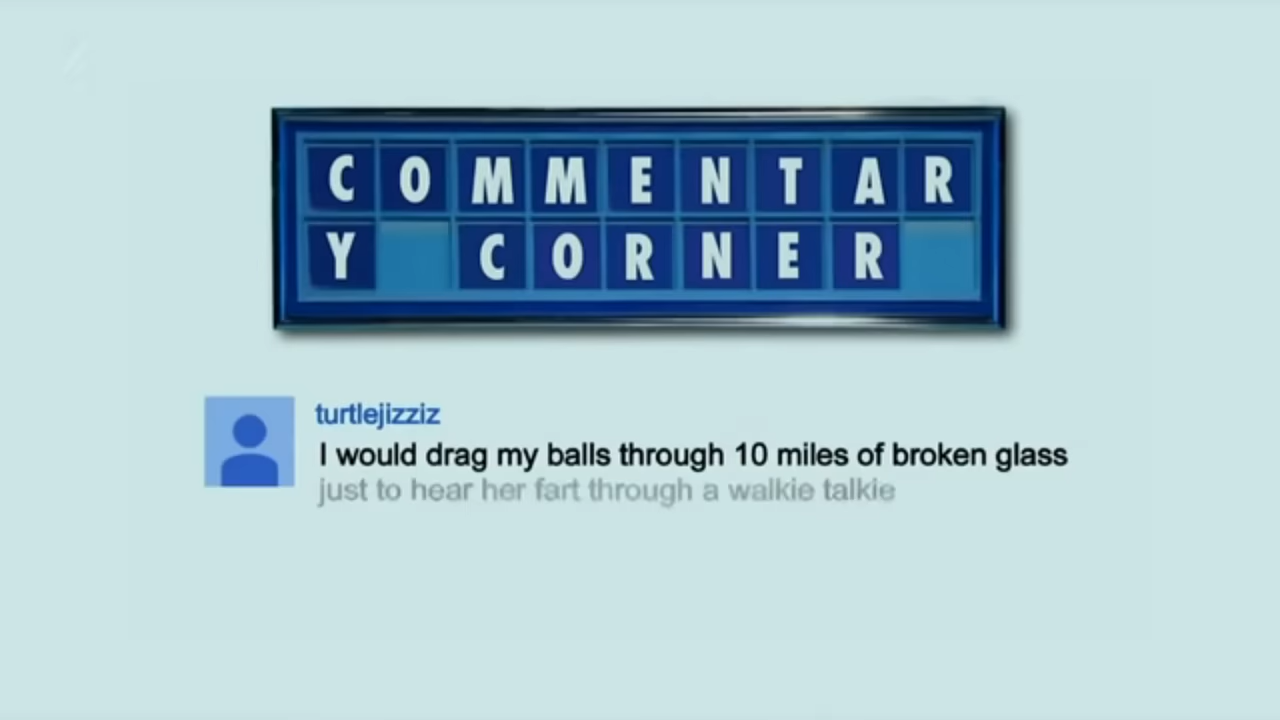 COMMENTAR
Y CORNER
turtlejizziz
I would drag my balls through 10 miles of broken glass
just to hear her fart through a walkie talkie